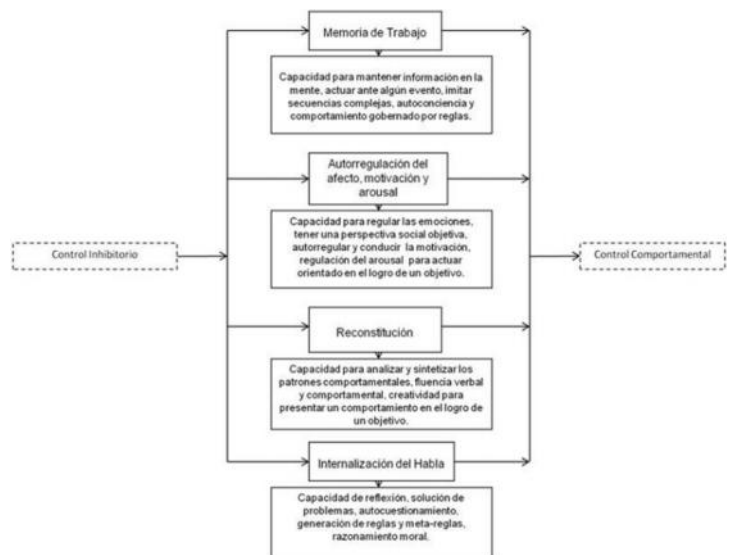 Memoria de Trabajo
Capacidad para mantener información en la
mente, actuar ante algún evento, imitar
secuencias complejas, autoconciencia y
comportamiento gobernado por reglas.
Autorregulación del
afecto, motivación y
arousal
Capacidad para regular las emociones,
tener una perspectiva social objetiva,
autorregular y conducir la motivación,
regulación del arousal para actuar
orientado en el logro de un objetivo.
Control Inhibitorio
Control Comportamental
Reconstitución
Capacidad para analizar y sintetizar los
patrones comportamentales, fluencia verbal
y comportamental, creatividad para
presentar un comportamiento en el logro de
un objetivo.
Internalización del Habla
Capacidad de reflexión, solución de
problemas, autocuestionamiento,
generación de reglas y meta-reglas,
razonamiento moral.